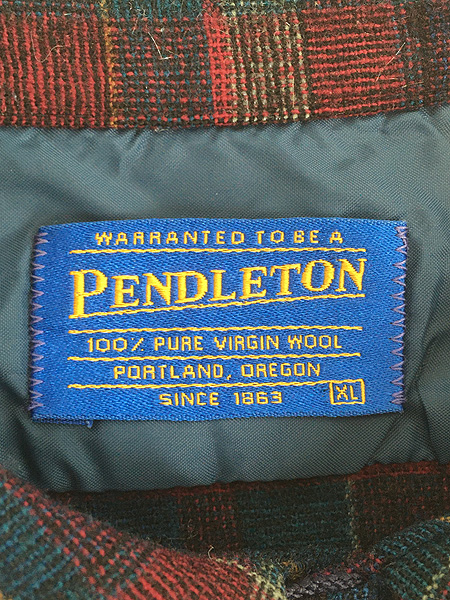 WARRANTED TO BE A
PENDLETON
100% PURE VIRGIN WOOL
PORTLAND, OREGON
SINCE 1863 XL